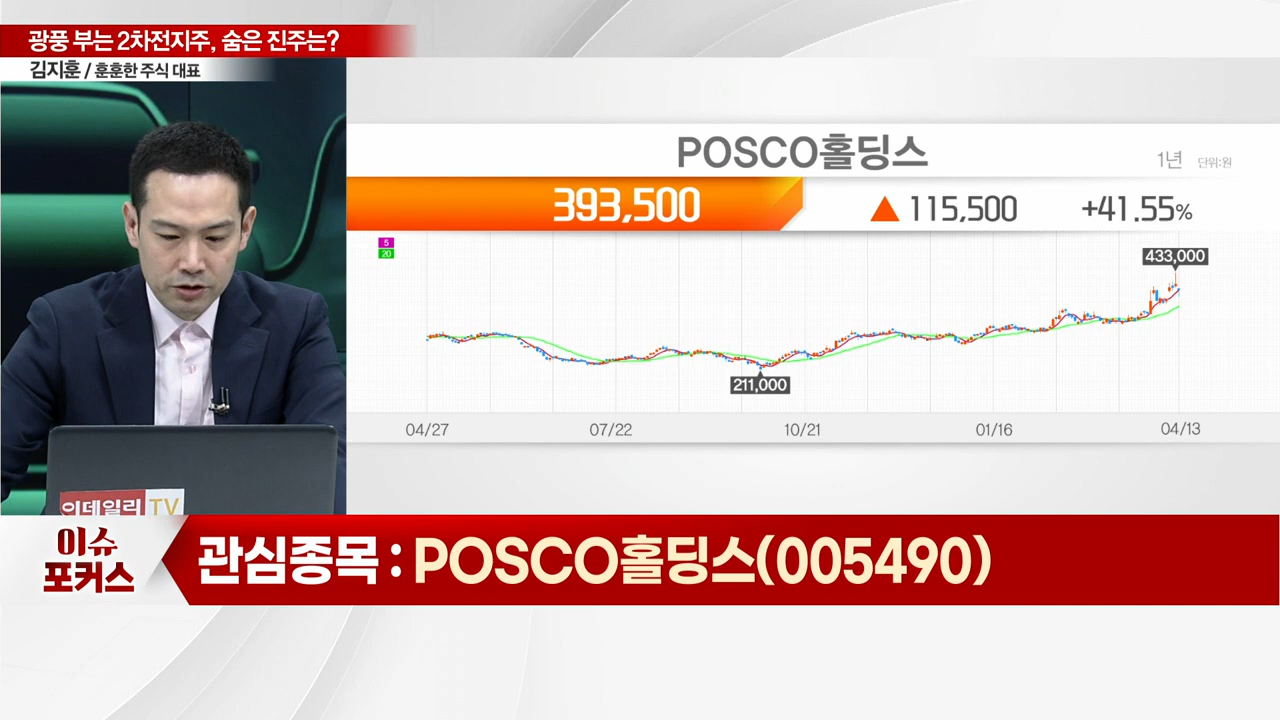 광풍 부는 2차전지주, 숨은 진주는?
김지훈 / 훈훈한 주식 대표
POSCO홀딩스
1년 단위:원
393,500 ▲ 115,500 +41.55%
5
20
433,000
211,000
04/27 07/22 10/21 01/16 04/13
이데일리 TV
이슈
포커스
관심종목 : POSCO홀딩스(005490)